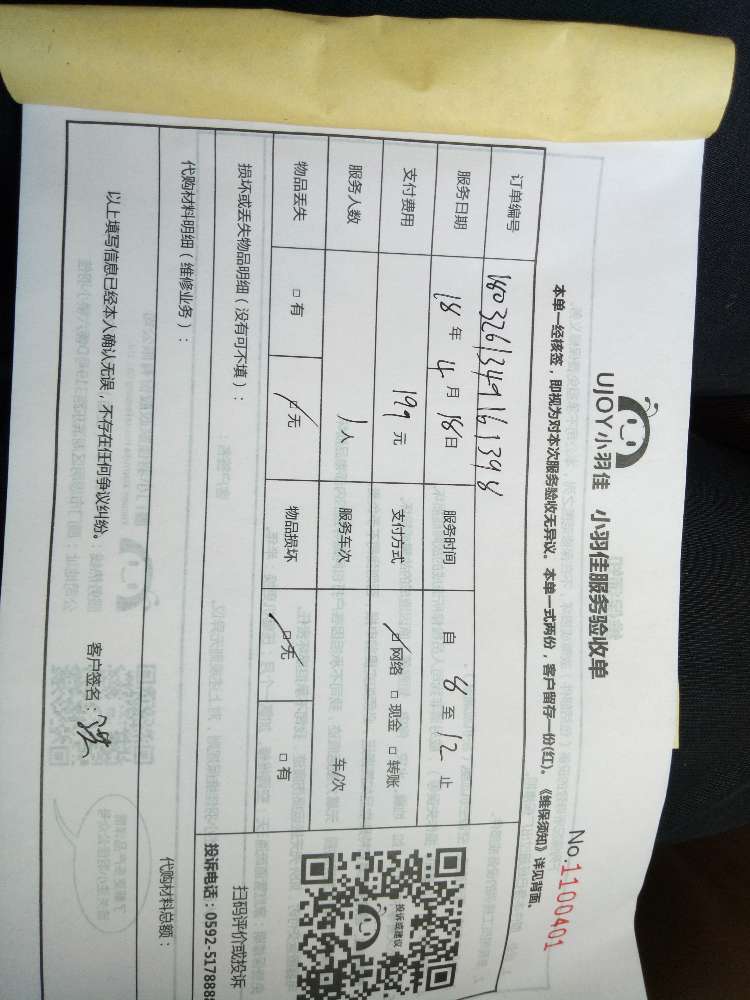 UJOY小羽佳 小羽佳服务验收单
No.1100401
本单一经核签，即视为对本次服务验收无异议。本单一式两份，客户留存一份(红)。《维保须知》详见背面。
订单编号
服务日期 18年 4月 18日 服务时间 自 8 至 12 止
支付费用 199元 支付方式 网络 □现金 □转账
服务人数 1人 服务车次 车/次
物品丢失 □有 □无 物品损坏 □无 □有
损坏或丢失物品明细（没有可不填）：
代购材料明细（维修业务）： 代购材料总额：
以上填写信息已经本人确认无误，不存在任何争议纠纷。 客户签名：
投诉或建议
扫码评价或投诉
投诉电话：0592-517888